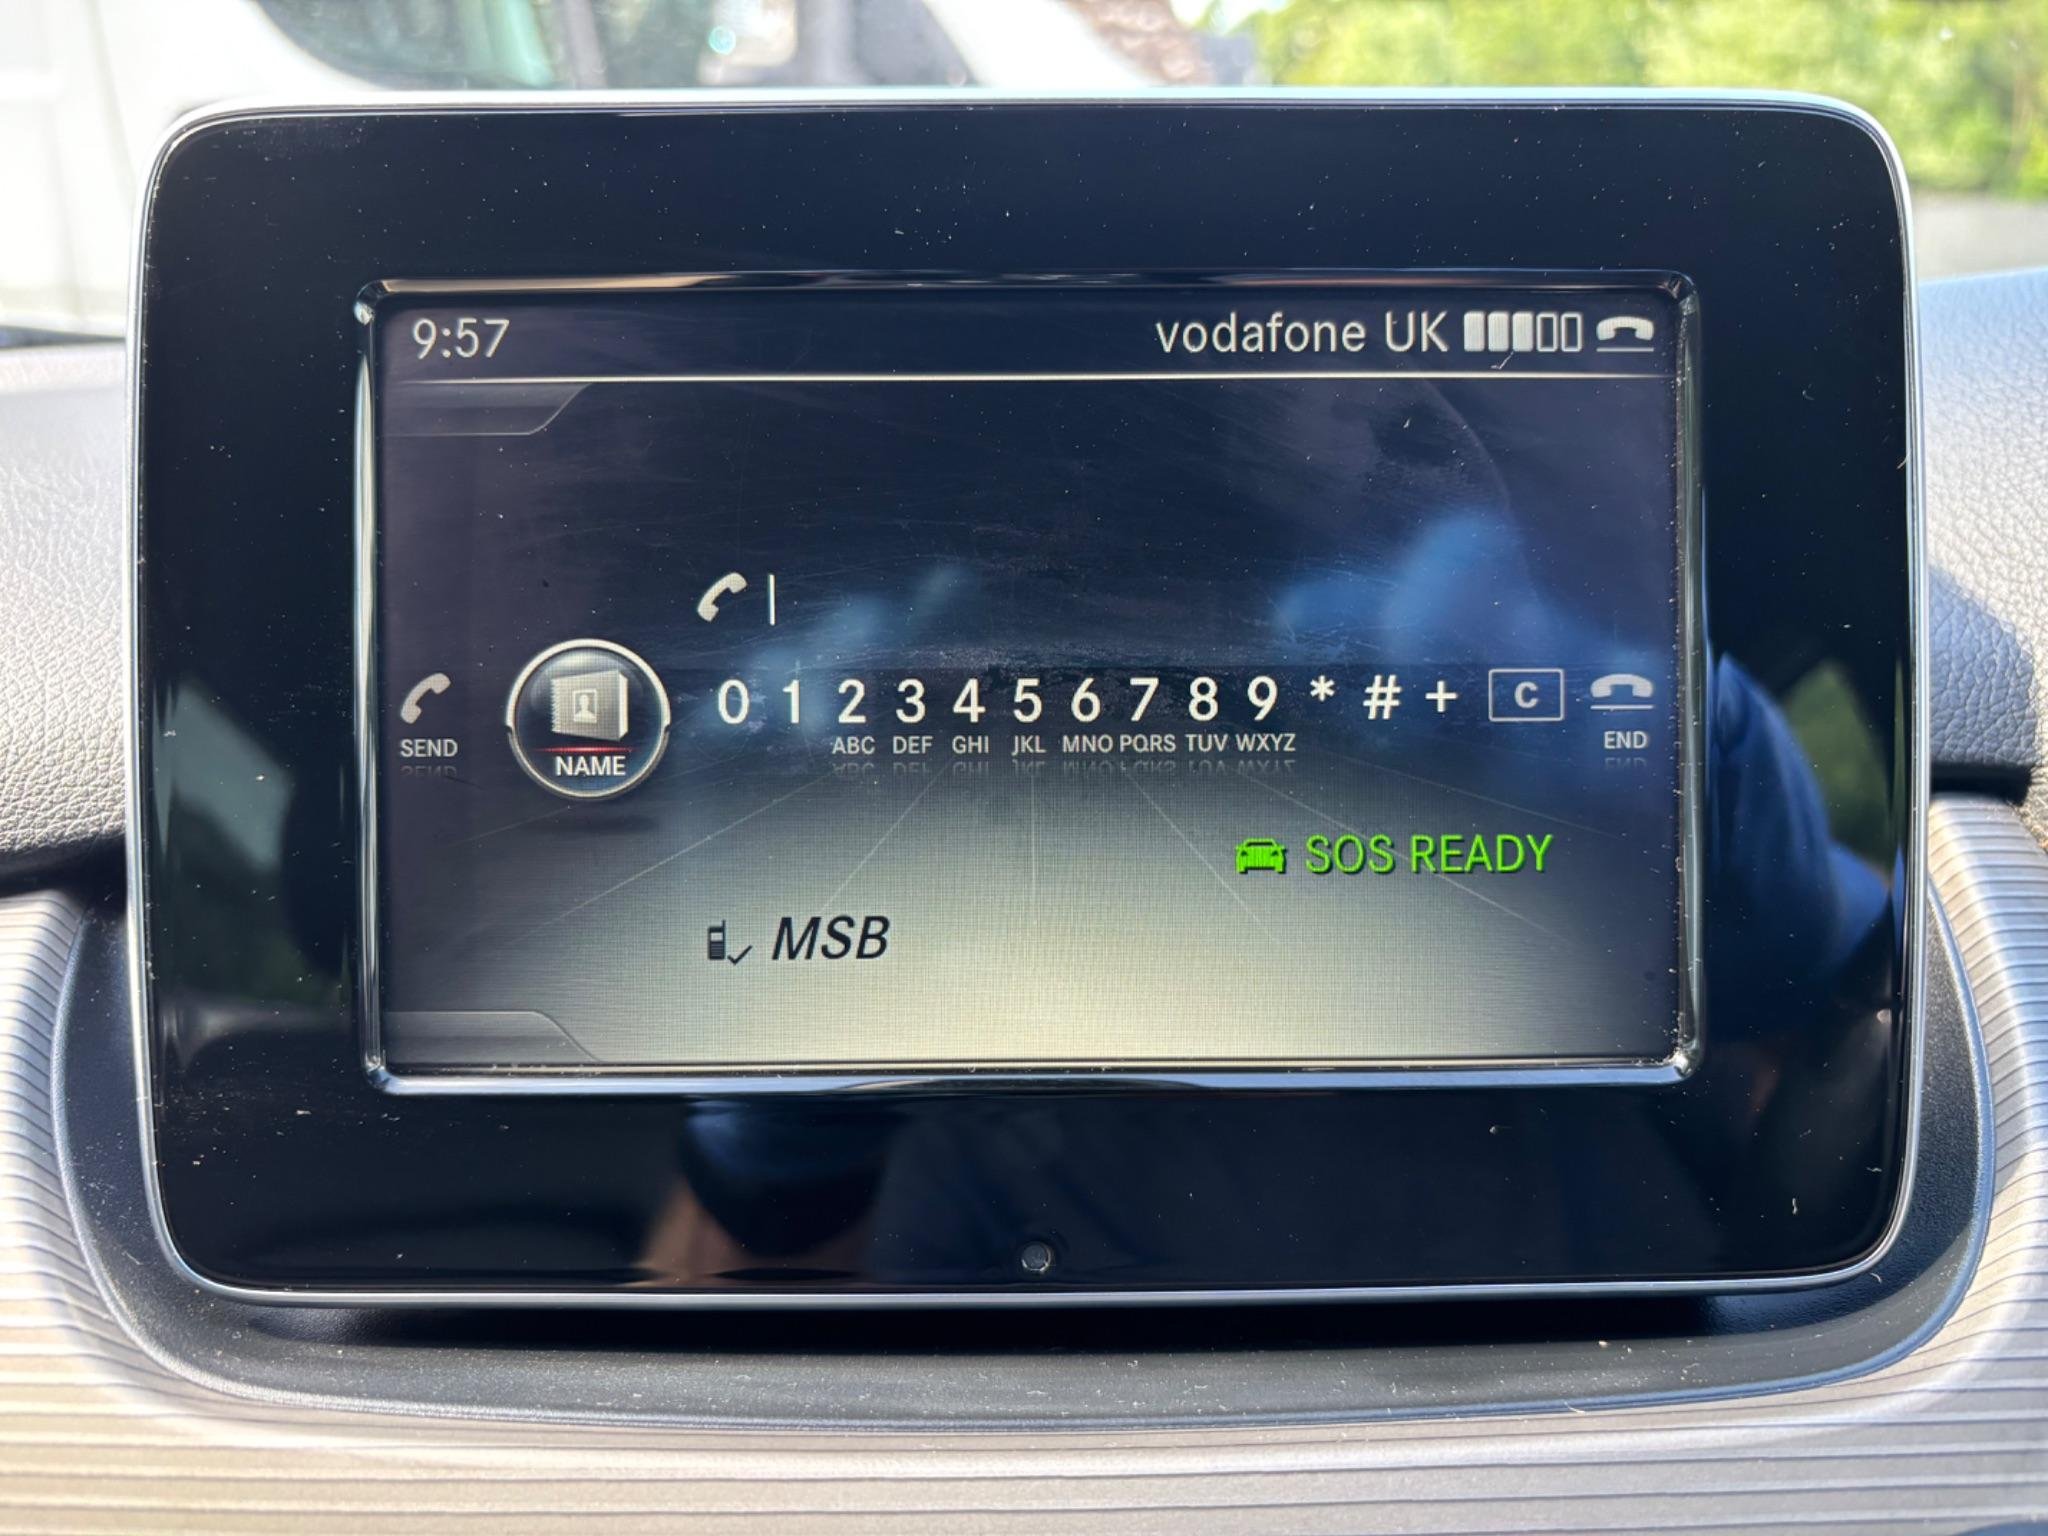 9:57 vodafone UK
0 1 2 3 4 5 6 7 8 9 * # + C
ABC DEF GHI JKL MNO PQRS TUV WXYZ
SEND NAME END
SOS READY
MSB